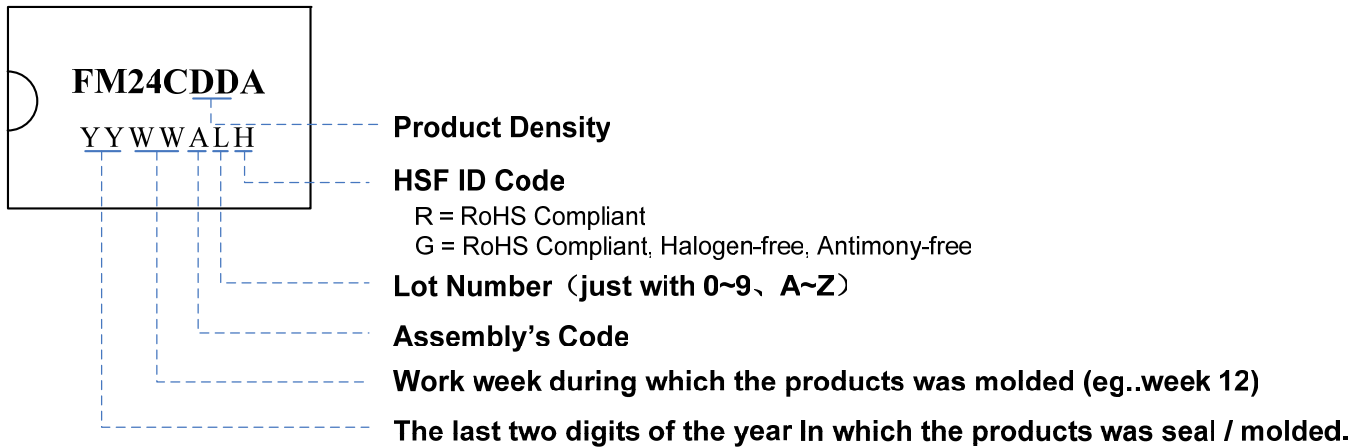 FM24CDDA
YYWWALH
Product Density
HSF ID Code
R = RoHS Compliant
G = RoHS Compliant, Halogen-free, Antimony-free
Lot Number（just with 0~9、A~Z）
Assembly’s Code
Work week during which the products was molded (eg..week 12)
The last two digits of the year In which the products was seal / molded.